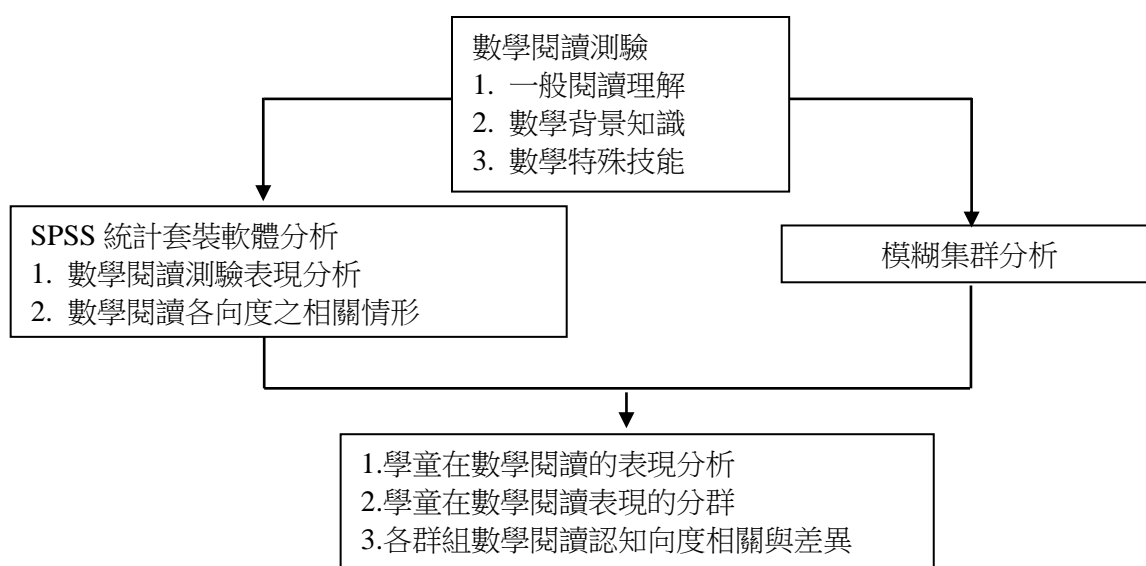 數學閱讀測驗
1. 一般閱讀理解
2. 數學背景知識
3. 數學特殊技能
SPSS 統計套裝軟體分析
1. 數學閱讀測驗表現分析
2. 數學閱讀各向度之相關情形
模糊集群分析
1.學童在數學閱讀的表現分析
2.學童在數學閱讀表現的分群
3.各群組數學閱讀認知向度相關與差異